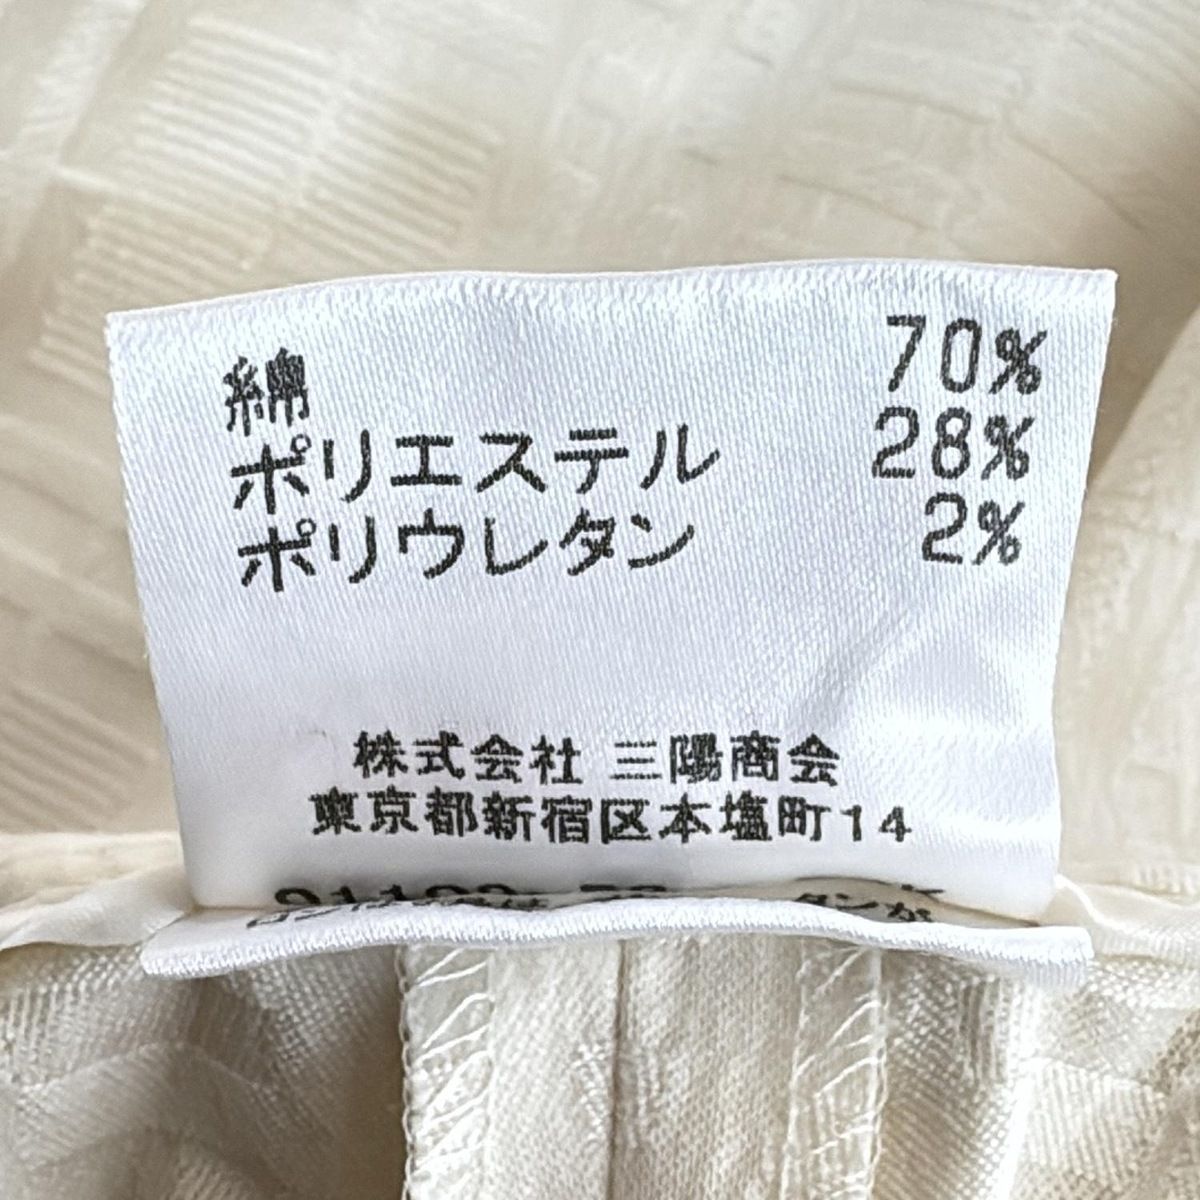 綿 70%
ポリエステル 28%
ポリウレタン 2%
株式会社 三陽商会
東京都新宿区本塩町14